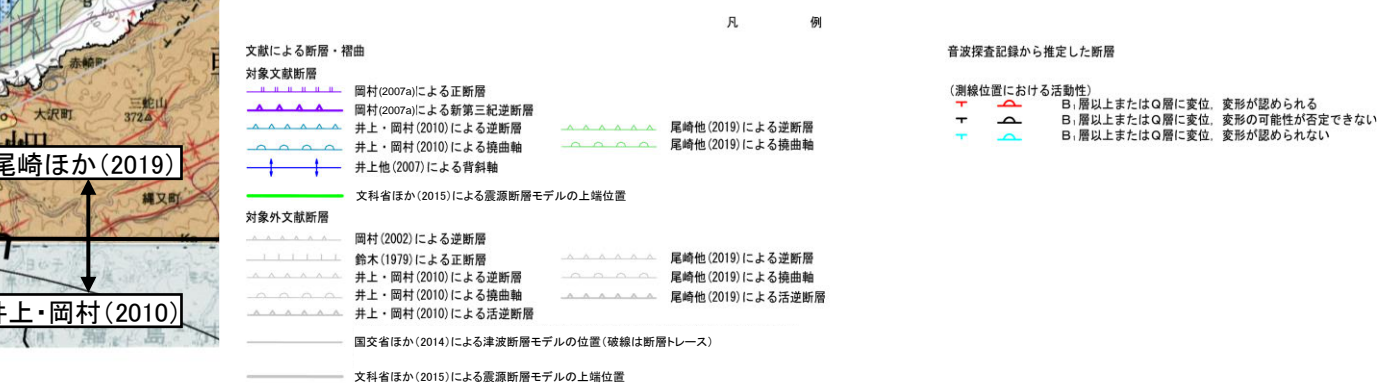 凡 例
文献による断層・褶曲
対象文献断層
岡村(2007a)による正断層
岡村(2007a)による新第三紀逆断層
井上・岡村(2010)による逆断層
井上・岡村(2010)による撓曲軸
井上他(2007)による背斜軸
尾崎他(2019)による逆断層
尾崎他(2019)による撓曲軸
文科省ほか(2015)による震源断層モデルの上端位置
対象外文献断層
岡村(2002)による逆断層
鈴木(1979)による正断層
井上・岡村(2010)による逆断層
井上・岡村(2010)による撓曲軸
井上・岡村(2010)による活逆断層
尾崎他(2019)による逆断層
尾崎他(2019)による撓曲軸
尾崎他(2019)による活逆断層
国交省ほか(2014)による津波断層モデルの位置(破線は断層トレース)
文科省ほか(2015)による震源断層モデルの上端位置
音波探査記録から推定した断層
(測線位置における活動性)
B₁層以上またはQ層に変位，変形が認められる
B₁層以上またはQ層に変位，変形の可能性が否定できない
B₁層以上またはQ層に変位，変形が認められない
赤崎町
大沢町
三蛇山
372
尾崎ほか(2019)
縄又町
井上・岡村(2010)